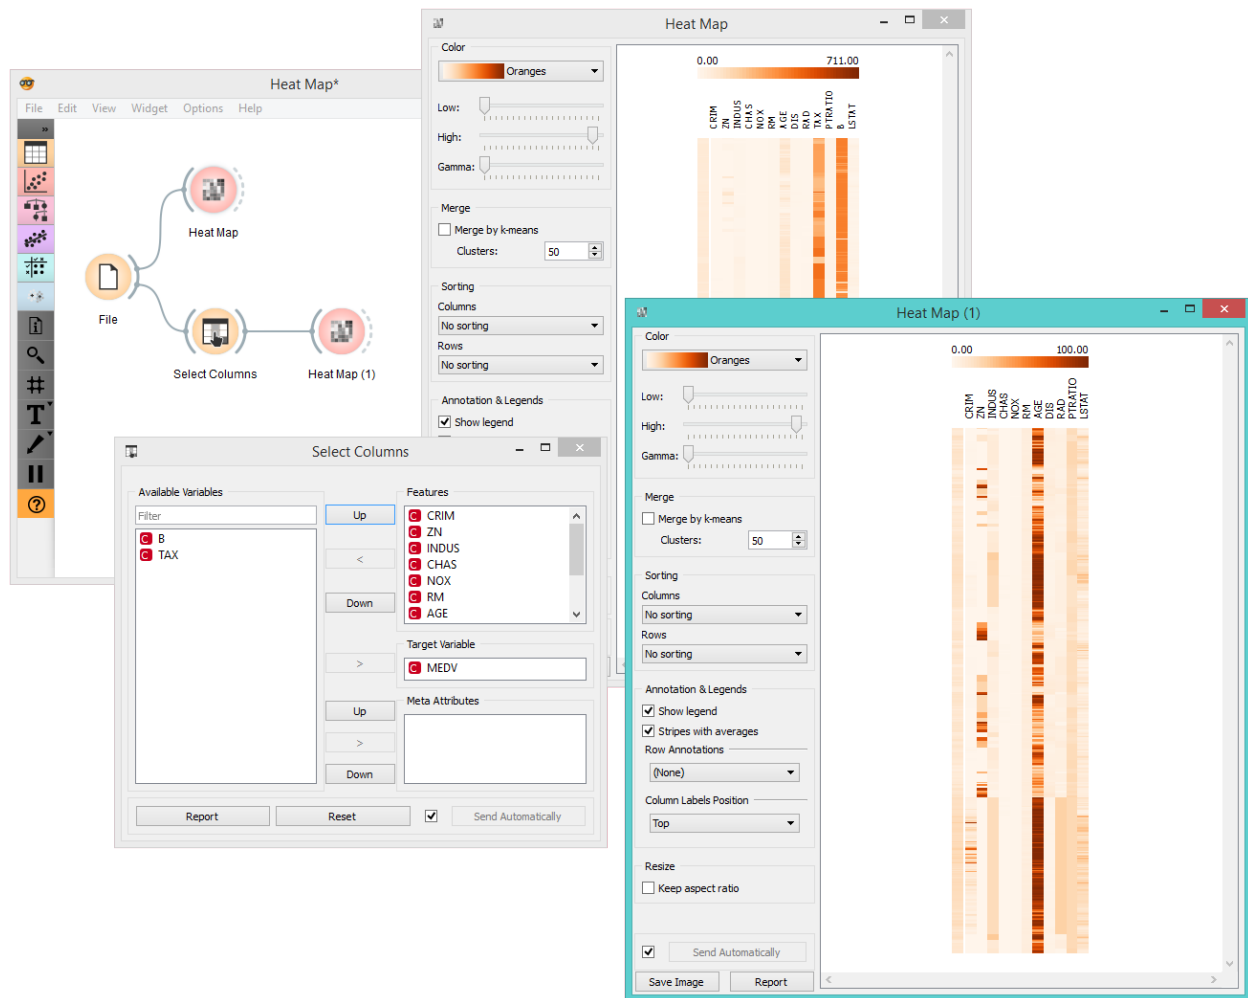 Heat Map*
File Edit View Widget Options Help
»
T
Heat Map
File
Select Columns
Heat Map (1)
Heat Map
Color
Oranges
Low:
High:
Gamma:
Merge
Merge by k-means
Clusters: 50
Sorting
Columns
No sorting
Rows
No sorting
Annotation & Legends
Show legend
0.00 711.00
CRIM
ZN
INDUS
CHAS
NOX
RM
AGE
DIS
RAD
TAX
PTRATIO
B
LSTAT
Select Columns
Available Variables
Filter
C B
C TAX
Up
<
Down
>
Up
>
Down
Features
C CRIM
C ZN
C INDUS
C CHAS
C NOX
C RM
C AGE
Target Variable
C MEDV
Meta Attributes
Report
Reset
Send Automatically
Heat Map (1)
Color
Oranges
Low:
High:
Gamma:
Merge
Merge by k-means
Clusters: 50
Sorting
Columns
No sorting
Rows
No sorting
Annotation & Legends
Show legend
Stripes with averages
Row Annotations
(None)
Column Labels Position
Top
Resize
Keep aspect ratio
Send Automatically
Save Image
Report
0.00 100.00
CRIM
ZN
INDUS
CHAS
NOX
RM
AGE
DIS
RAD
PTRATIO
LSTAT